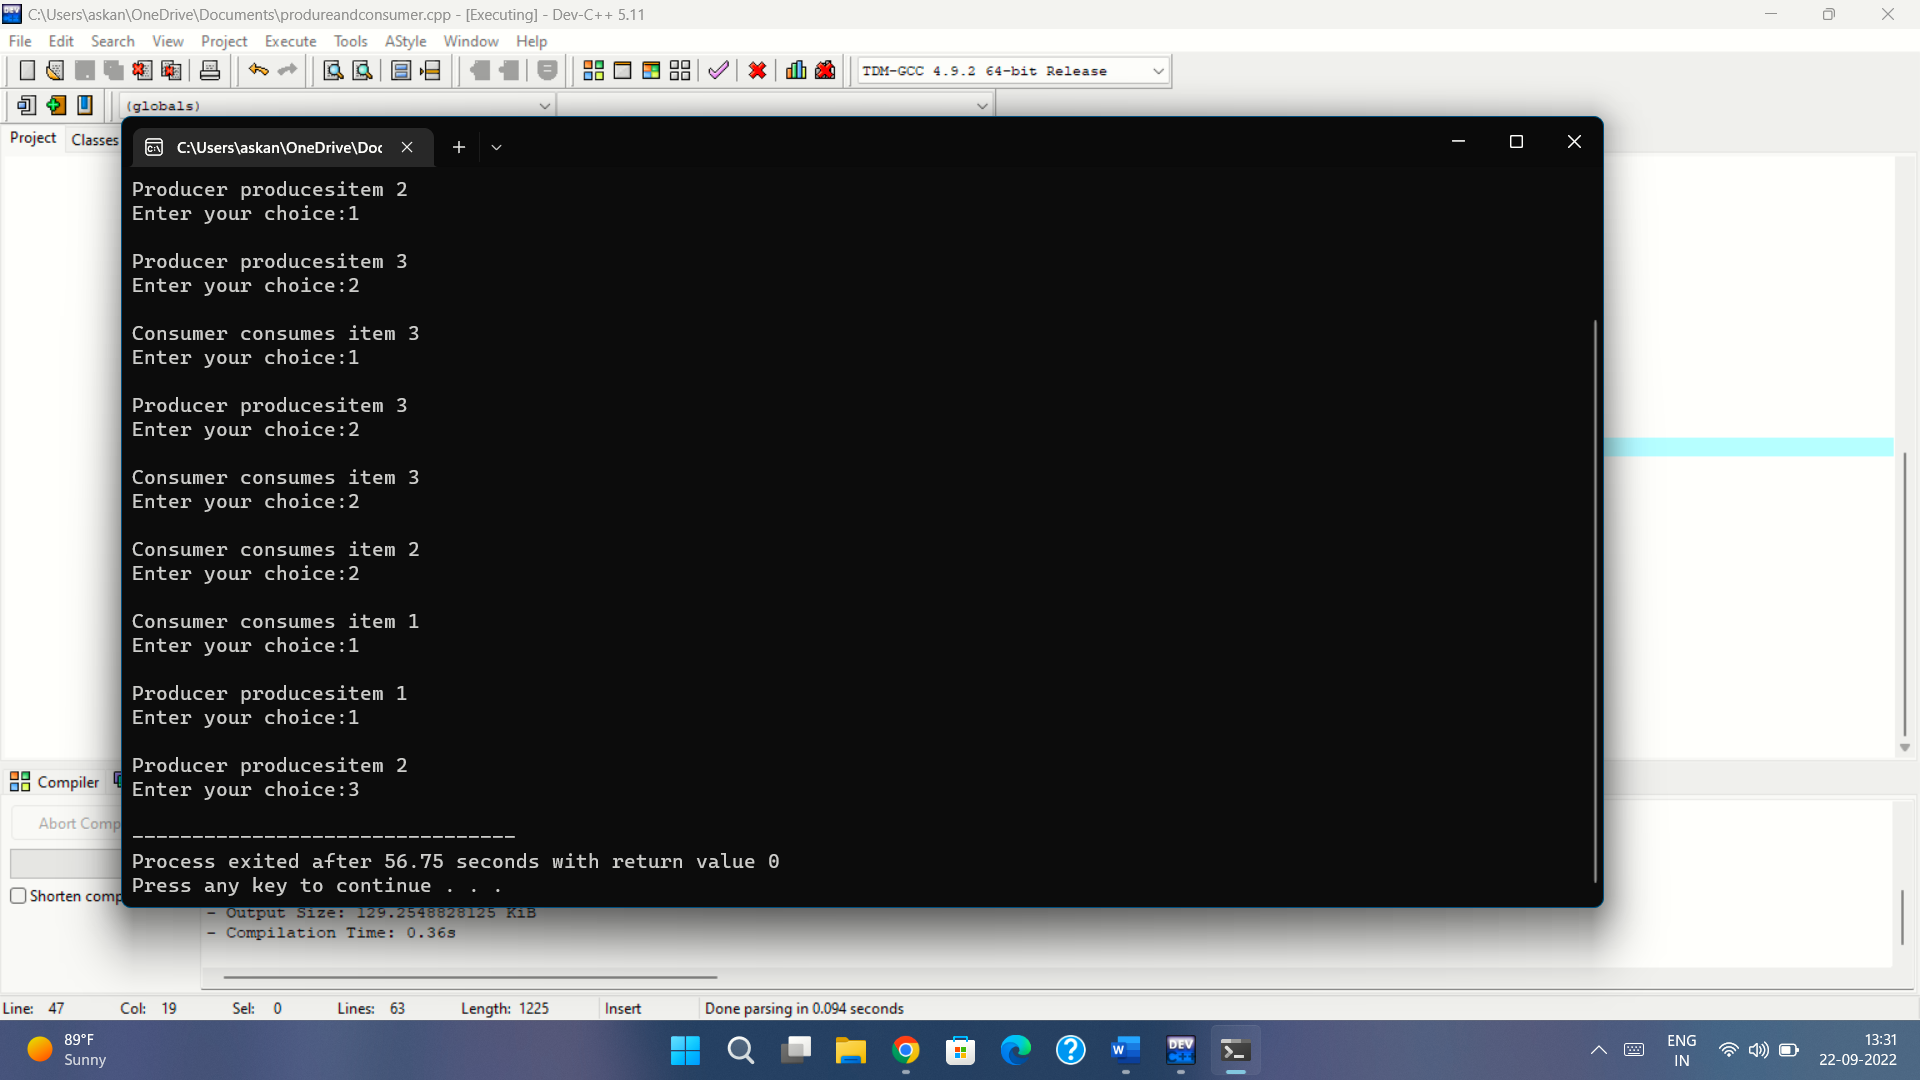 C:\Users\askan\OneDrive\Documents\produreandconsumer.cpp - [Executing] - Dev-C++ 5.11
File Edit Search View Project Execute Tools AStyle Window Help
TDM-GCC 4.9.2 64-bit Release
(globals)
Project Classes
C:\Users\askan\OneDrive\Doc
Producer producesitem 2
Enter your choice:1
Producer producesitem 3
Enter your choice:2
Consumer consumes item 3
Enter your choice:1
Producer producesitem 3
Enter your choice:2
Consumer consumes item 3
Enter your choice:2
Consumer consumes item 2
Enter your choice:2
Consumer consumes item 1
Enter your choice:1
Producer producesitem 1
Enter your choice:1
Producer producesitem 2
Enter your choice:3
--------------------------------
Process exited after 56.75 seconds with return value 0
Press any key to continue . . .
Compiler
Abort Comp
Shorten comp
- Output Size: 129.2548828125 KiB
- Compilation Time: 0.36s
Line: 47 Col: 19 Sel: 0 Lines: 63 Length: 1225 Insert Done parsing in 0.094 seconds
89°F
Sunny
W
DEV
C++
ENG
IN
13:31
22-09-2022